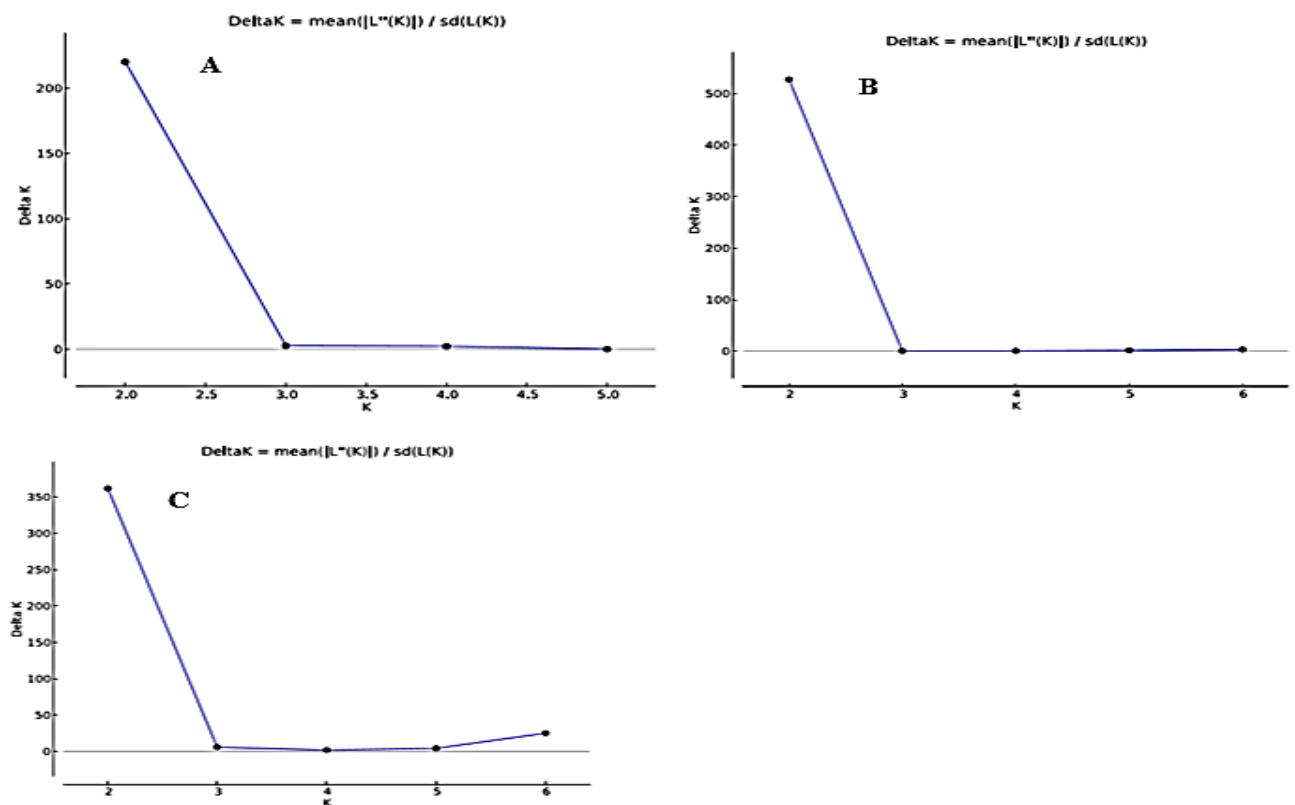 DeltaK = mean(|L"(K)|) / sd(L(K))
A
200
150
100
50
0
Delta K
2.0 2.5 3.0 3.5 4.0 4.5 5.0
K
DeltaK = mean(|L"(K)|) / sd(L(K))
B
500
400
300
200
100
0
Delta K
2 3 4 5 6
K
DeltaK = mean(|L"(K)|) / sd(L(K))
C
350
300
250
200
150
100
50
0
Delta K
2 3 4 5 6
K